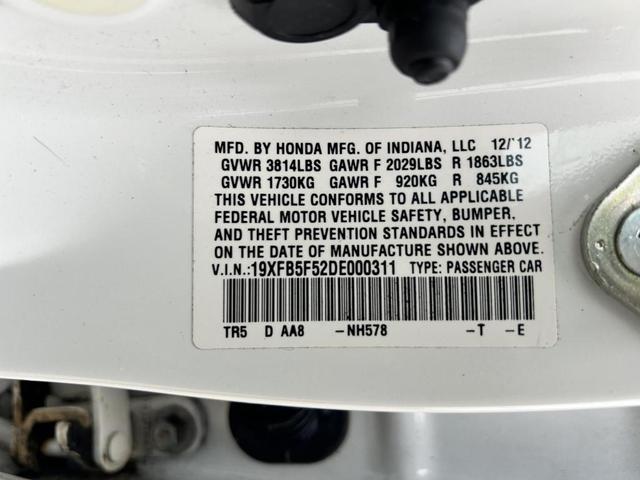 MFD. BY HONDA MFG. OF INDIANA, LLC 12/'12
GVWR 3814LBS GAWR F 2029LBS R 1863LBS
GVWR 1730KG GAWR F 920KG R 845KG
THIS VEHICLE CONFORMS TO ALL APPLICABLE
FEDERAL MOTOR VEHICLE SAFETY, BUMPER,
AND THEFT PREVENTION STANDARDS IN EFFECT
ON THE DATE OF MANUFACTURE SHOWN ABOVE.
V.I.N.:19XFB5F52DE000311 TYPE: PASSENGER CAR
TR5 D AA8 -NH578 -T -E